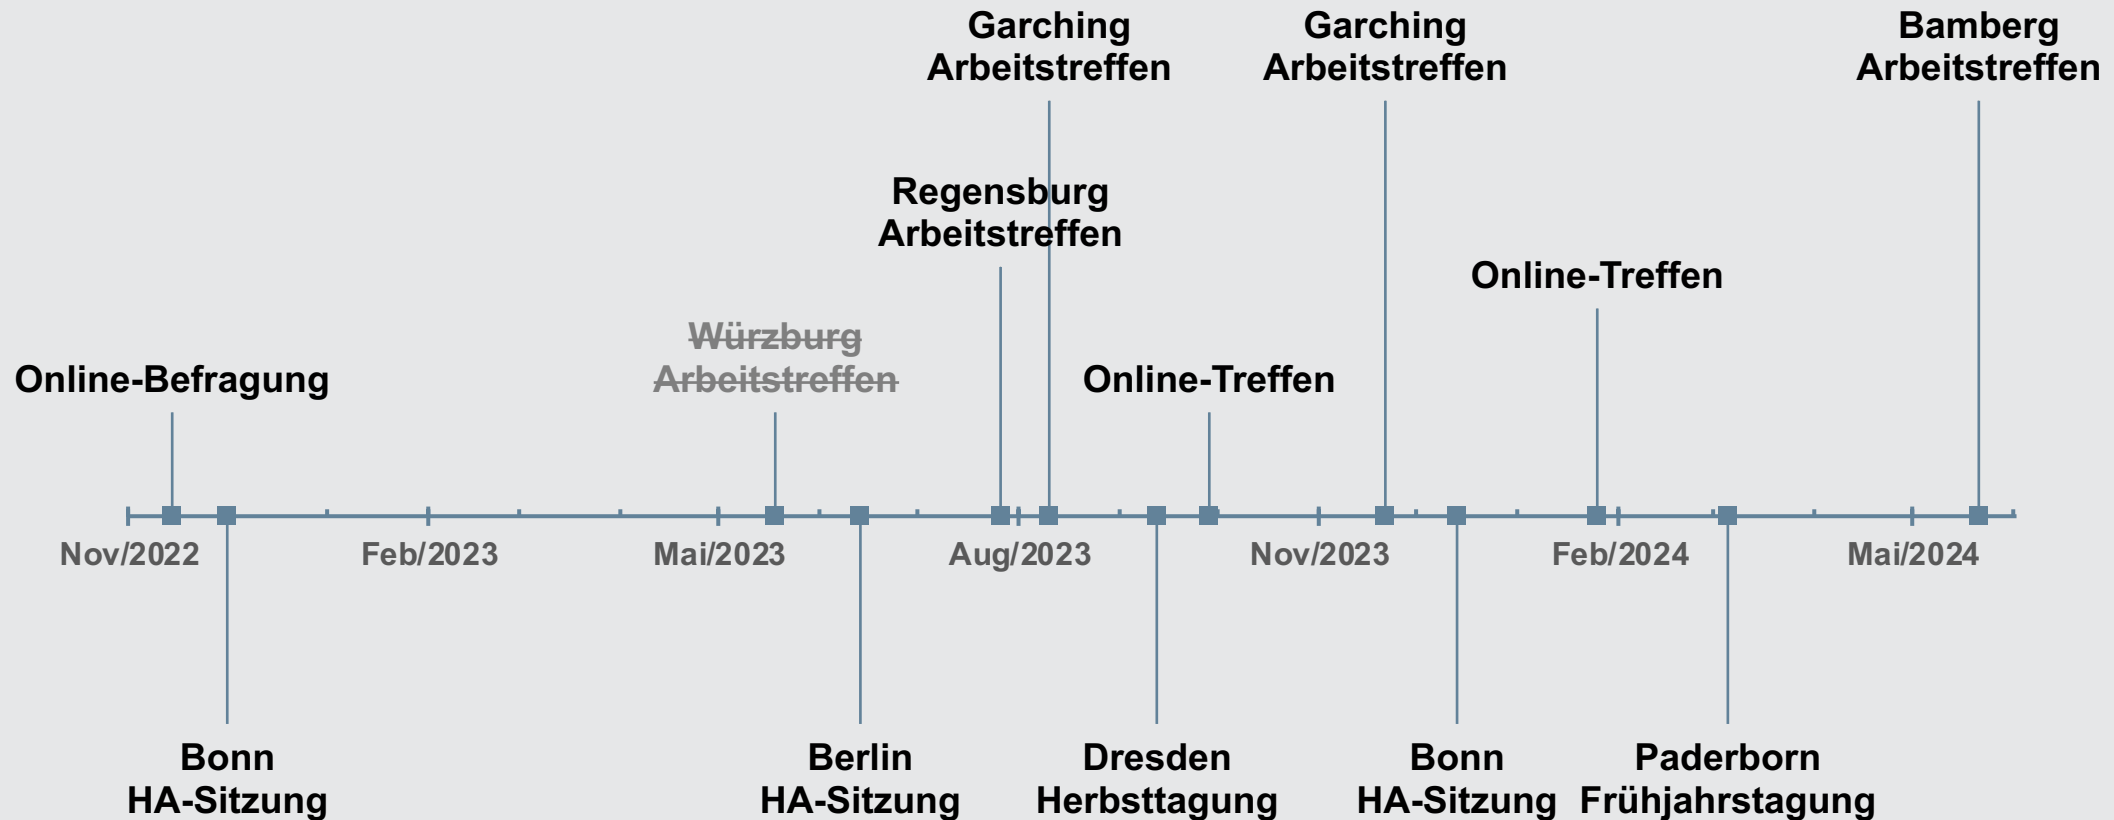 Garching
Arbeitstreffen
Garching
Arbeitstreffen
Bamberg
Arbeitstreffen
Regensburg
Arbeitstreffen
Online-Treffen
Würzburg
Arbeitstreffen
Online-Befragung
Online-Treffen
Nov/2022
Feb/2023
Mai/2023
Aug/2023
Nov/2023
Feb/2024
Mai/2024
Bonn
HA-Sitzung
Berlin
HA-Sitzung
Dresden
Herbsttagung
Bonn
HA-Sitzung
Paderborn
Frühjahrstagung